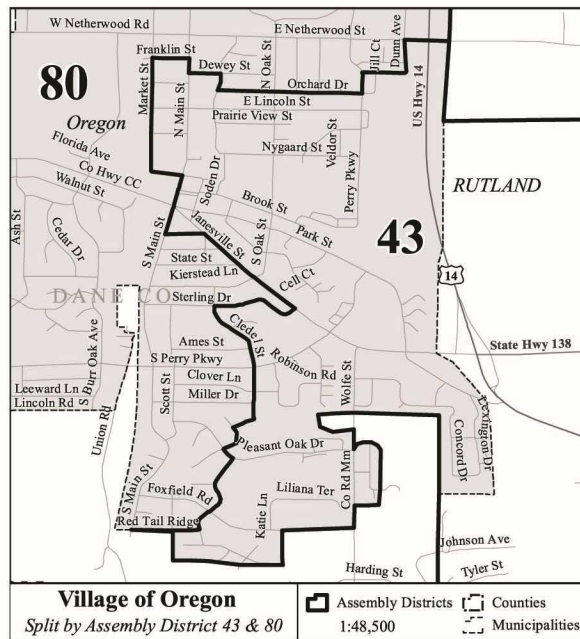 W Netherwood Rd
E Netherwood St
Franklin St
Dewey St
N Oak St
Jill Ct
Dunn Ave
Orchard Dr
80
Market St
N Main St
E Lincoln St
US Hwy 14
Prairie View St
Oregon
Nygaard St
Veldor St
Florida Ave
Co Hwy CC
Walnut St
Soden Dr
Perry Pkwy
RUTLAND
Brook St
Park St
Ash St
Cedar Dr
S Main St
Janesville St
S Oak St
43
State St
Kierstead Ln
Cell Ct
14
DANE CO
Sterling Dr
Cledell St
State Hwy 138
Ames St
S Perry Pkwy
Robinson Rd
S Burr Oak Ave
Clover Ln
Wolfe St
Leeward Ln
Miller Dr
Lincoln Rd
Scott St
Lexington Dr
Union Rd
Concord Dr
Pleasant Oak Dr
S Main St
Foxfield Rd
Katie Ln
Liliana Ter
Co Rd Mm
Red Tail Ridge
Johnson Ave
Harding St
Tyler St
Village of Oregon
Split by Assembly District 43 & 80
Assembly Districts
Counties
1:48,500
Municipalities